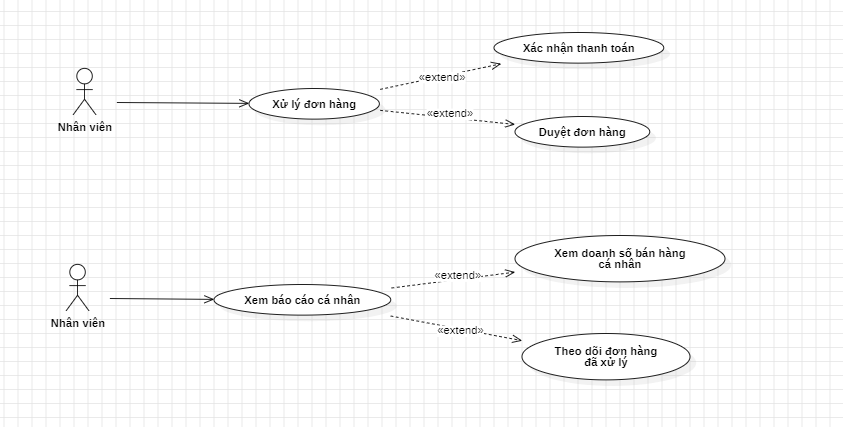 Xác nhận thanh toán
«extend»
Xử lý đơn hàng
«extend»
Nhân viên
Duyệt đơn hàng
Xem doanh số bán hàng
cá nhân
«extend»
Xem báo cáo cá nhân
Nhân viên
«extend»
Theo dõi đơn hàng
đã xử lý